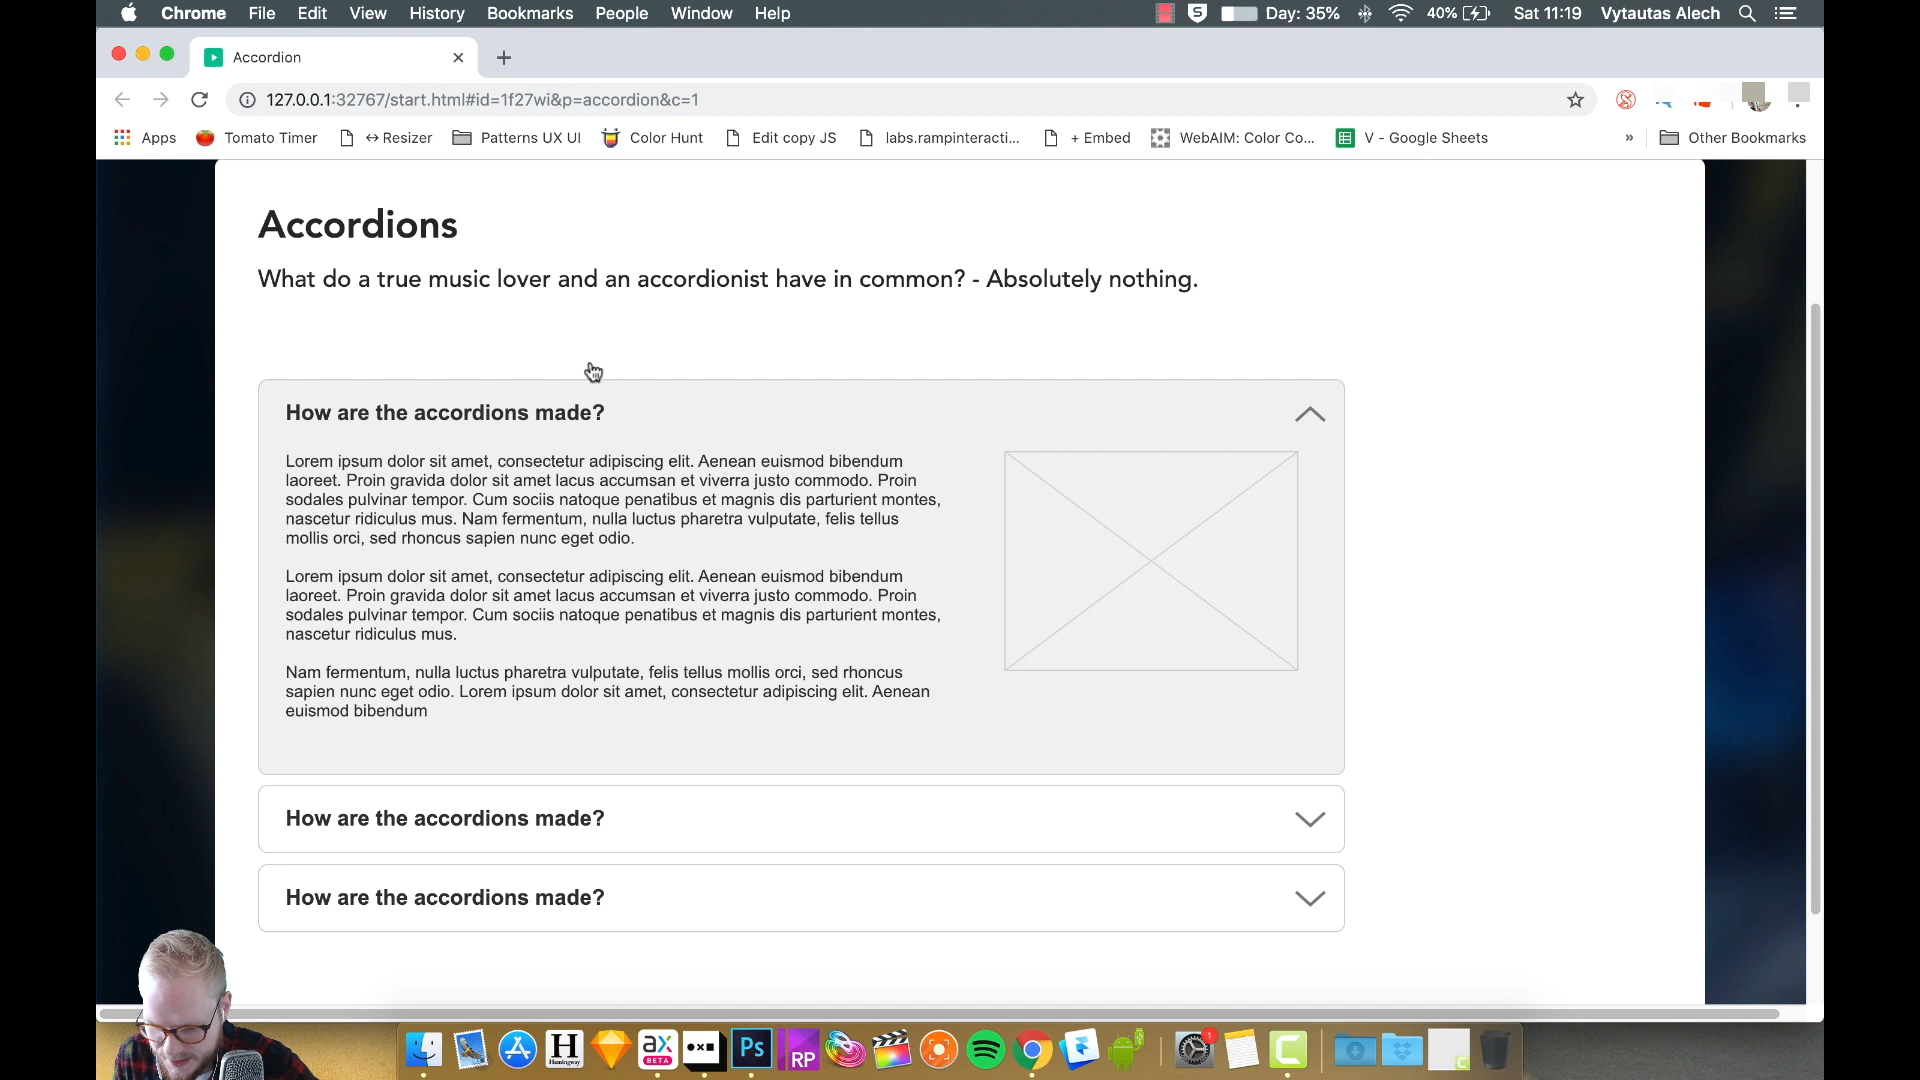 Chrome File Edit View History Bookmarks People Window Help Day: 35% 40% Sat 11:19 Vytautas Alech
Accordion
127.0.0.1:32767/start.html#id=1f27wi&p=accordion&c=1
Apps Tomato Timer ↔Resizer Patterns UX UI Color Hunt Edit copy JS labs.rampinteracti... + Embed WebAIM: Color Co... V - Google Sheets » Other Bookmarks
Accordions
What do a true music lover and an accordionist have in common? - Absolutely nothing.
How are the accordions made?
Lorem ipsum dolor sit amet, consectetur adipiscing elit. Aenean euismod bibendum
laoreet. Proin gravida dolor sit amet lacus accumsan et viverra justo commodo. Proin
sodales pulvinar tempor. Cum sociis natoque penatibus et magnis dis parturient montes,
nascetur ridiculus mus. Nam fermentum, nulla luctus pharetra vulputate, felis tellus
mollis orci, sed rhoncus sapien nunc eget odio.
Lorem ipsum dolor sit amet, consectetur adipiscing elit. Aenean euismod bibendum
laoreet. Proin gravida dolor sit amet lacus accumsan et viverra justo commodo. Proin
sodales pulvinar tempor. Cum sociis natoque penatibus et magnis dis parturient montes,
nascetur ridiculus mus.
Nam fermentum, nulla luctus pharetra vulputate, felis tellus mollis orci, sed rhoncus
sapien nunc eget odio. Lorem ipsum dolor sit amet, consectetur adipiscing elit. Aenean
euismod bibendum
How are the accordions made?
How are the accordions made?
H Hemingway ax BETA Ps RP 1